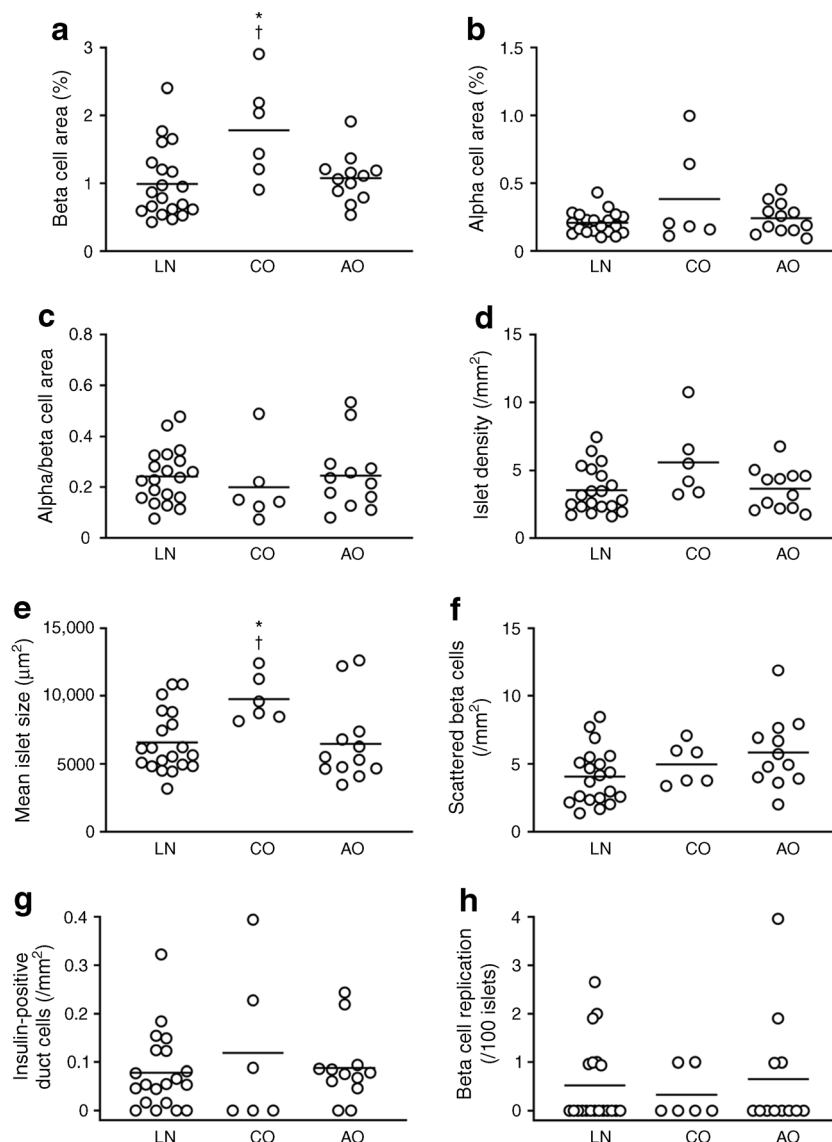 a
*
†
Beta cell area (%)
3
2
1
0
LN CO AO
b
Alpha cell area (%)
1.5
1.0
0.5
0
LN CO AO
c
Alpha/beta cell area
0.8
0.6
0.4
0.2
0
LN CO AO
d
Islet density (/mm²)
15
10
5
0
LN CO AO
e
*
†
Mean islet size (μm²)
15,000
10,000
5000
0
LN CO AO
f
Scattered beta cells
(/mm²)
15
10
5
0
LN CO AO
g
Insulin-positive
duct cells (/mm²)
0.4
0.3
0.2
0.1
0
LN CO AO
h
Beta cell replication
(/100 islets)
4
3
2
1
0
LN CO AO